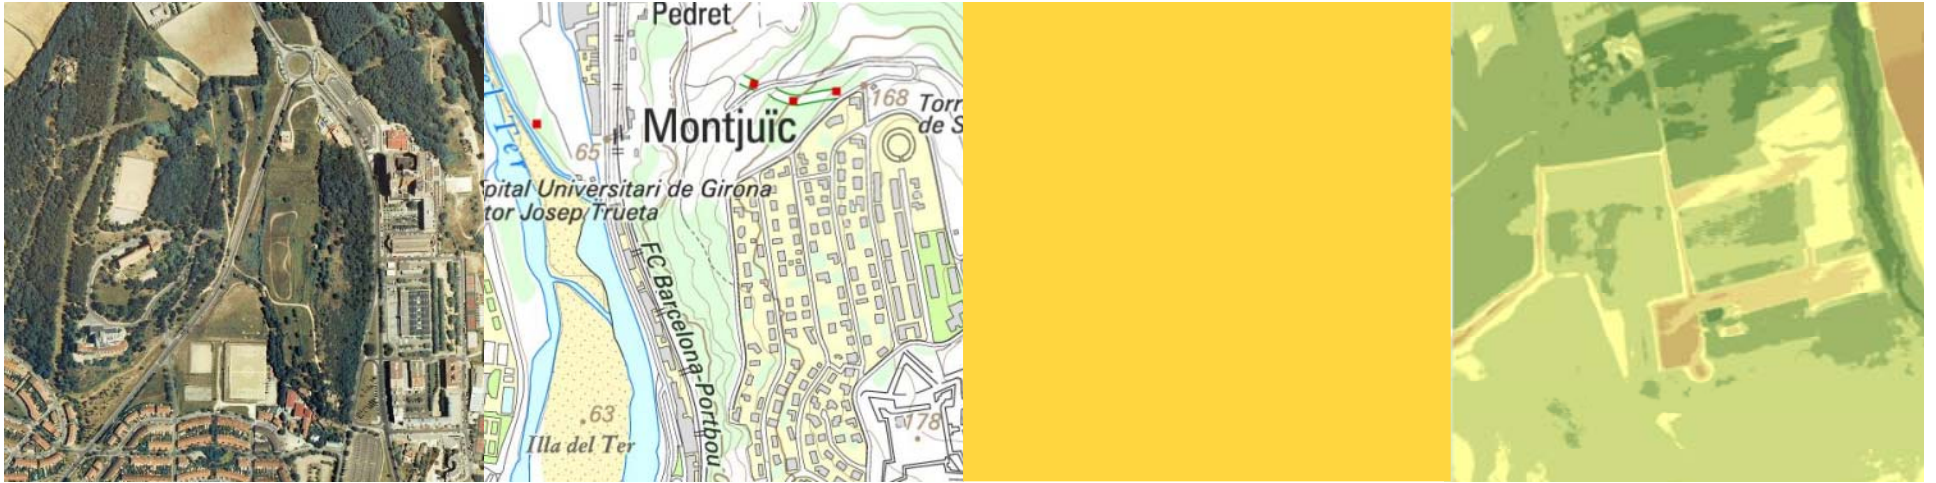 Pedret
168
Torr
de S
Montjuïc
65
Ter
pital Universitari de Girona
tor Josep Trueta
FC Barcelona-Portbou
63
Illa del Ter
178